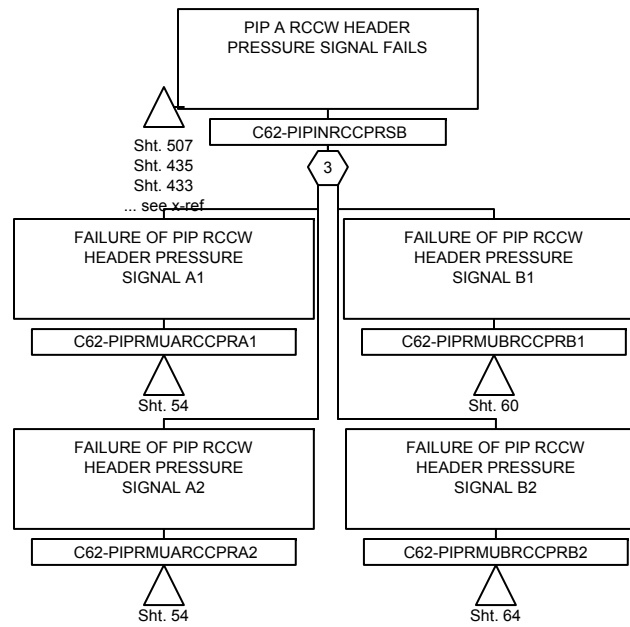 PIP A RCCW HEADER
PRESSURE SIGNAL FAILS
C62-PIPINRCCPRSB
3
Sht. 507
Sht. 435
Sht. 433
... see x-ref
FAILURE OF PIP RCCW
HEADER PRESSURE
SIGNAL A1
C62-PIPRMUARCCPRA1
Sht. 54
FAILURE OF PIP RCCW
HEADER PRESSURE
SIGNAL B1
C62-PIPRMUBRCCPRB1
Sht. 60
FAILURE OF PIP RCCW
HEADER PRESSURE
SIGNAL A2
C62-PIPRMUARCCPRA2
Sht. 54
FAILURE OF PIP RCCW
HEADER PRESSURE
SIGNAL B2
C62-PIPRMUBRCCPRB2
Sht. 64